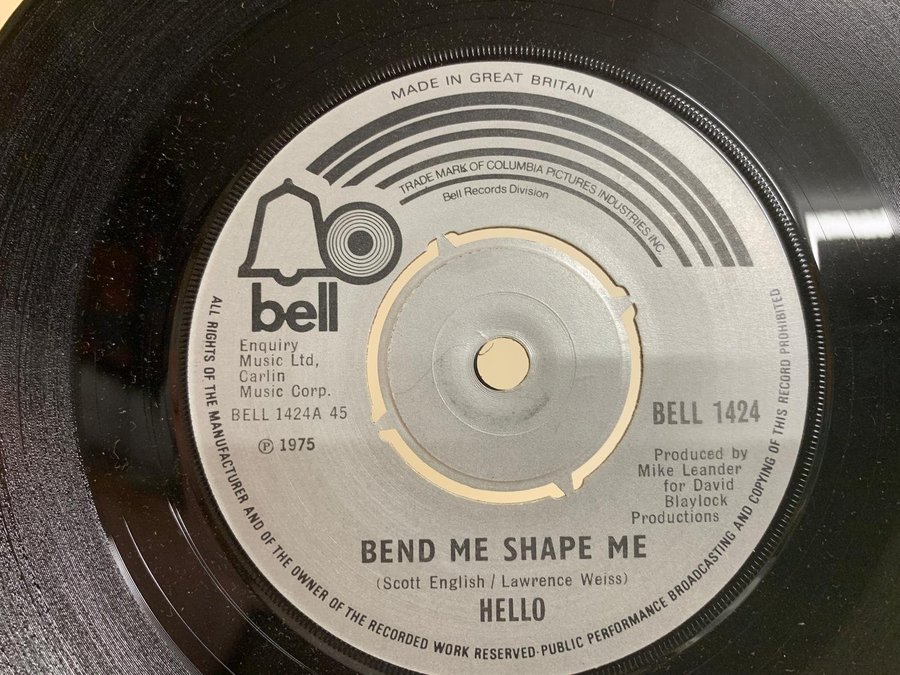 MADE IN GREAT BRITAIN
TRADE MARK OF COLUMBIA PICTURES INDUSTRIES INC.
Bell Records Division
bell
Enquiry
Music Ltd,
Carlin
Music Corp.
BELL 1424A 45
℗ 1975
BELL 1424
Produced by
Mike Leander
for David
Blaylock
Productions
BEND ME SHAPE ME
(Scott English / Lawrence Weiss)
HELLO
ALL RIGHTS OF THE MANUFACTURER AND OF THE OWNER OF THE RECORDED WORK RESERVED·PUBLIC PERFORMANCE BROADCASTING AND COPYING OF THIS RECORD PROHIBITED